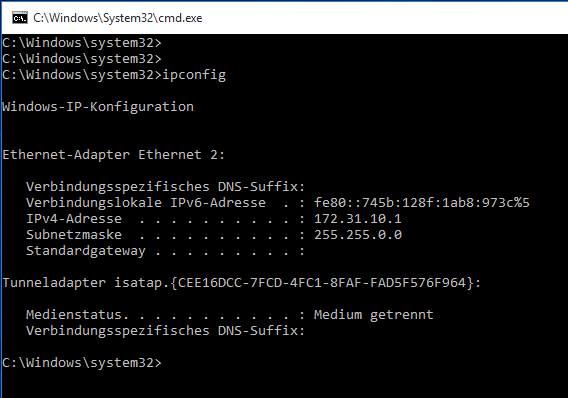 C:\Windows\System32\cmd.exe
C:\Windows\system32>
C:\Windows\system32>
C:\Windows\system32>ipconfig
Windows-IP-Konfiguration
Ethernet-Adapter Ethernet 2:
Verbindungsspezifisches DNS-Suffix:
Verbindungslokale IPv6-Adresse . : fe80::745b:128f:1ab8:973c%5
IPv4-Adresse . . . . . . . . . . : 172.31.10.1
Subnetzmaske . . . . . . . . . . : 255.255.0.0
Standardgateway . . . . . . . . . :
Tunneladapter isatap.{CEE16DCC-7FCD-4FC1-8FAF-FAD5F576F964}:
Medienstatus. . . . . . . . . . . : Medium getrennt
Verbindungsspezifisches DNS-Suffix:
C:\Windows\system32>